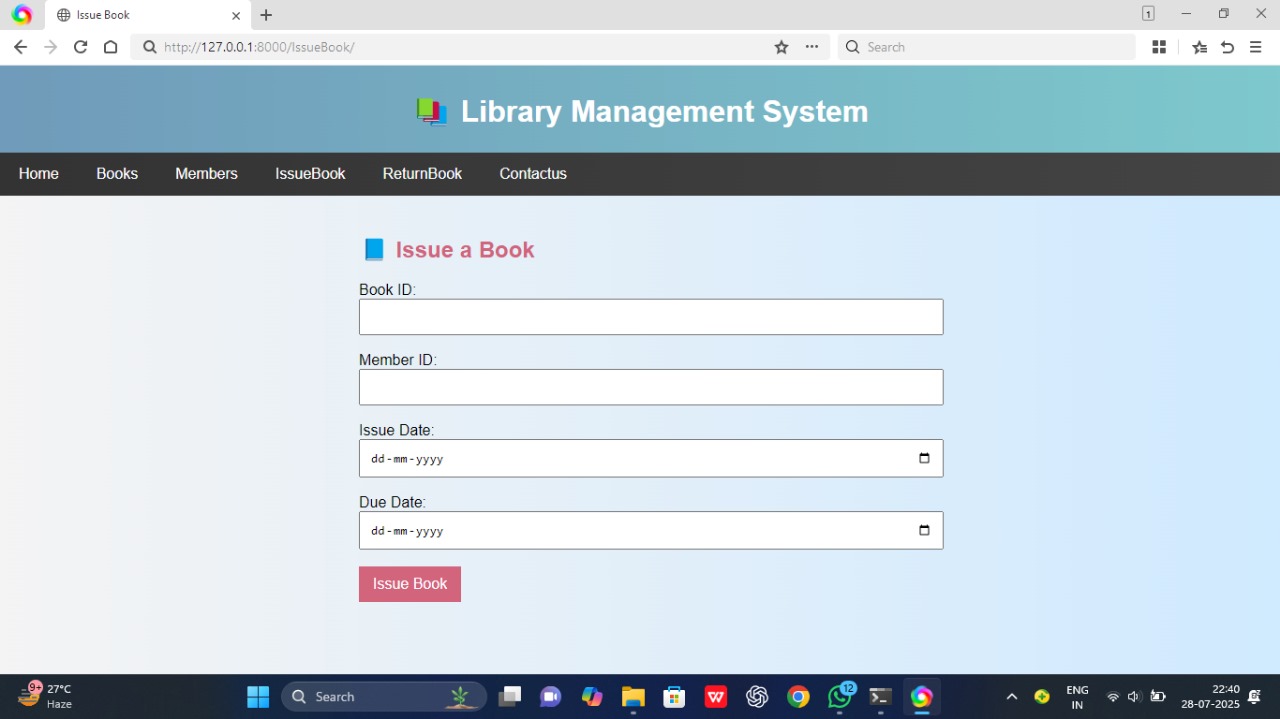 Issue Book
1
http://127.0.0.1:8000/IssueBook/
Search
Library Management System
Home Books Members IssueBook ReturnBook Contactus
Issue a Book
Book ID:
Member ID:
Issue Date:
dd-mm-yyyy
Due Date:
dd-mm-yyyy
Issue Book
9+ 27°C
Haze
Search
W
12
ENG
IN
22:40
28-07-2025